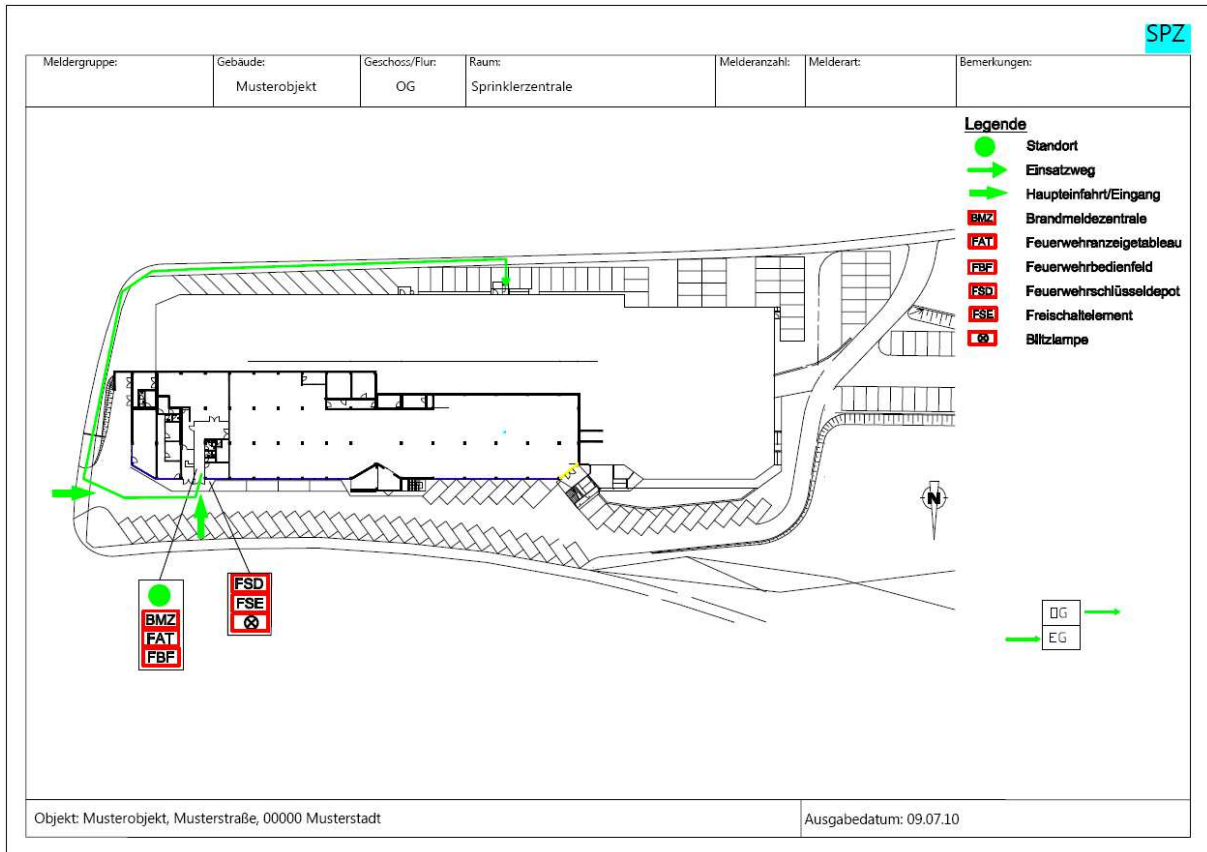 SPZ
Meldergruppe: Gebäude: Geschoss/Flur: Raum: Melderanzahl: Melderart: Bemerkungen:
Musterobjekt OG Sprinklerzentrale
Legende
Standort
Einsatzweg
Haupteinfahrt/Eingang
BMZ Brandmeldezentrale
FAT Feuerwehranzeigetableau
FBF Feuerwehrbedienfeld
FSD Feuerwehrschlüsseldepot
FSE Freischaltelement
Blitzlampe
N
FSD
FSE
BMZ
FAT
FBF
OG
EG
Objekt: Musterobjekt, Musterstraße, 00000 Musterstadt Ausgabedatum: 09.07.10